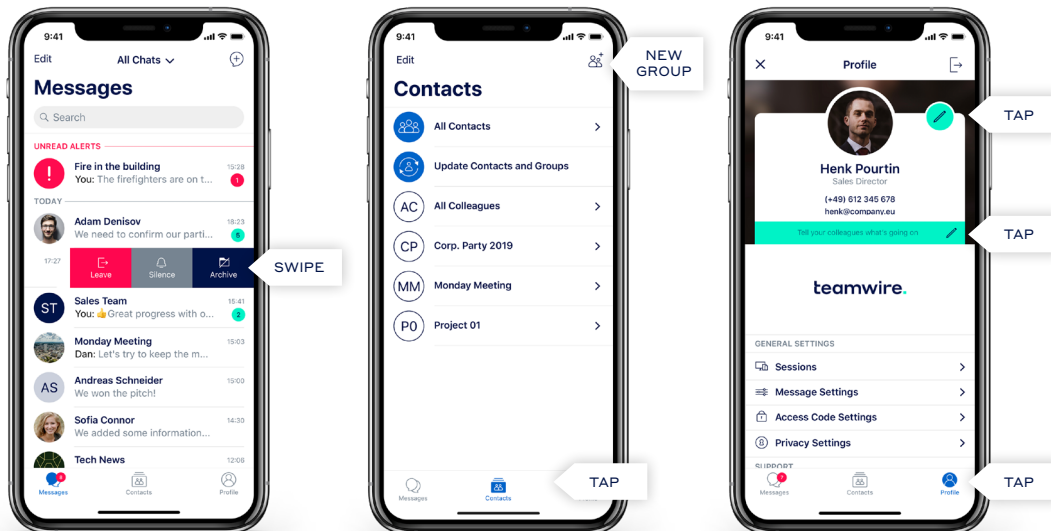 9:41
Edit
All Chats
Messages
Search
UNREAD ALERTS
Fire in the building
15:28
You: The firefighters are on t...
1
TODAY
Adam Denisov
18:23
We need to confirm our parti...
5
17:27
Leave
Silence
Archive
SWIPE
ST
Sales Team
15:41
You: 👍Great progress with o...
2
Monday Meeting
15:03
Dan: Let's try to keep the m...
AS
Andreas Schneider
15:00
We won the pitch!
Sofia Connor
14:30
We added some information...
Tech News
12:06
Messages
Contacts
Profile
9:41
Edit
NEW
GROUP
Contacts
All Contacts
Update Contacts and Groups
AC
All Colleagues
CP
Corp. Party 2019
MM
Monday Meeting
P0
Project 01
TAP
Messages
Contacts
9:41
Profile
TAP
Henk Pourtin
Sales Director
(+49) 612 345 678
henk@company.eu
Tell your colleagues what's going on
TAP
teamwire.
GENERAL SETTINGS
Sessions
Message Settings
Access Code Settings
Privacy Settings
SUPPORT
7
Messages
Contacts
Profile
TAP